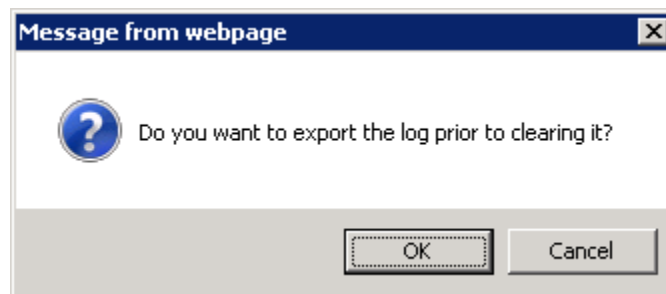 Message from webpage
Do you want to export the log prior to clearing it?
OK
Cancel